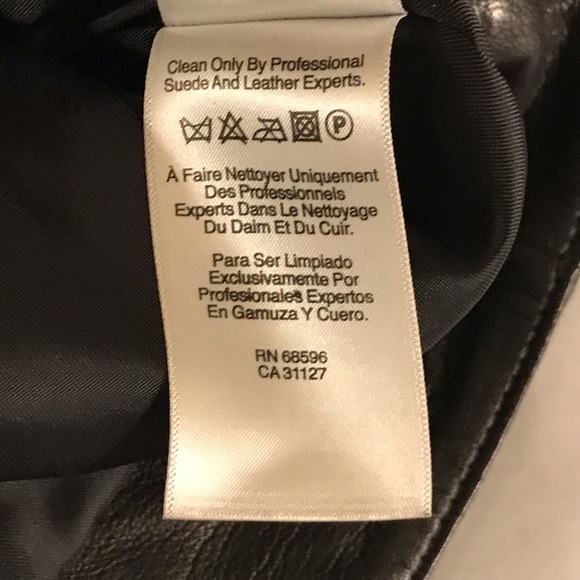 Clean Only By Professional
Suede And Leather Experts.
P
À Faire Nettoyer Uniquement
Des Professionnels
Experts Dans Le Nettoyage
Du Daim Et Du Cuir.
Para Ser Limpiado
Exclusivamente Por
Profesionales Expertos
En Gamuza Y Cuero.
RN 68596
CA 31127